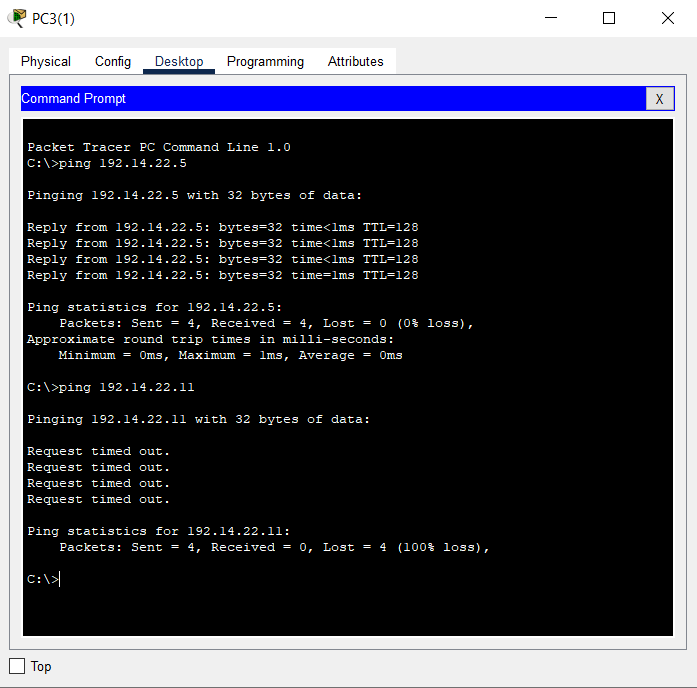 PC3(1)
Physical Config Desktop Programming Attributes
Command Prompt X
Packet Tracer PC Command Line 1.0
C:\>ping 192.14.22.5
Pinging 192.14.22.5 with 32 bytes of data:
Reply from 192.14.22.5: bytes=32 time<1ms TTL=128
Reply from 192.14.22.5: bytes=32 time<1ms TTL=128
Reply from 192.14.22.5: bytes=32 time<1ms TTL=128
Reply from 192.14.22.5: bytes=32 time=1ms TTL=128
Ping statistics for 192.14.22.5:
    Packets: Sent = 4, Received = 4, Lost = 0 (0% loss),
Approximate round trip times in milli-seconds:
    Minimum = 0ms, Maximum = 1ms, Average = 0ms
C:\>ping 192.14.22.11
Pinging 192.14.22.11 with 32 bytes of data:
Request timed out.
Request timed out.
Request timed out.
Request timed out.
Ping statistics for 192.14.22.11:
    Packets: Sent = 4, Received = 0, Lost = 4 (100% loss),
C:\>
Top